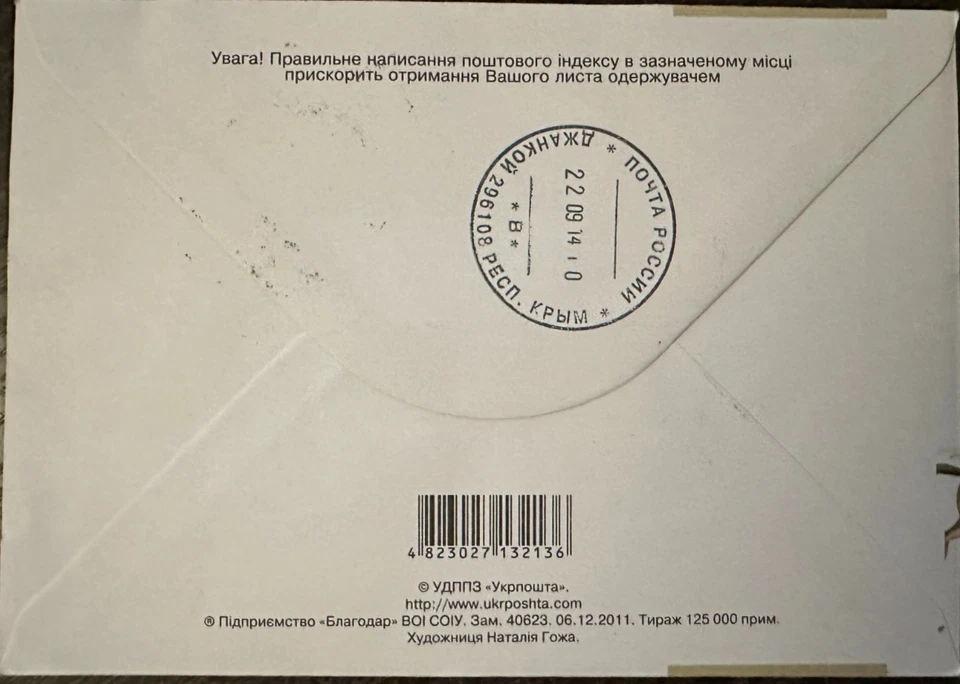 Увага! Правильне написання поштового індексу в зазначеному місці
прискорить отримання Вашого листа одержувачем
* ПОЧТА РОССИИ *
ДЖАНКОЙ 296108 РЕСП. КРЫМ
22 09 14 1 0
* В *
4 823027 132136
© УДППЗ «Укрпошта».
http://www.ukrposhta.com
® Підприємство «Благодар» ВОІ СОІУ. Зам. 40623. 06.12.2011. Тираж 125 000 прим.
Художниця Наталія Гожа.